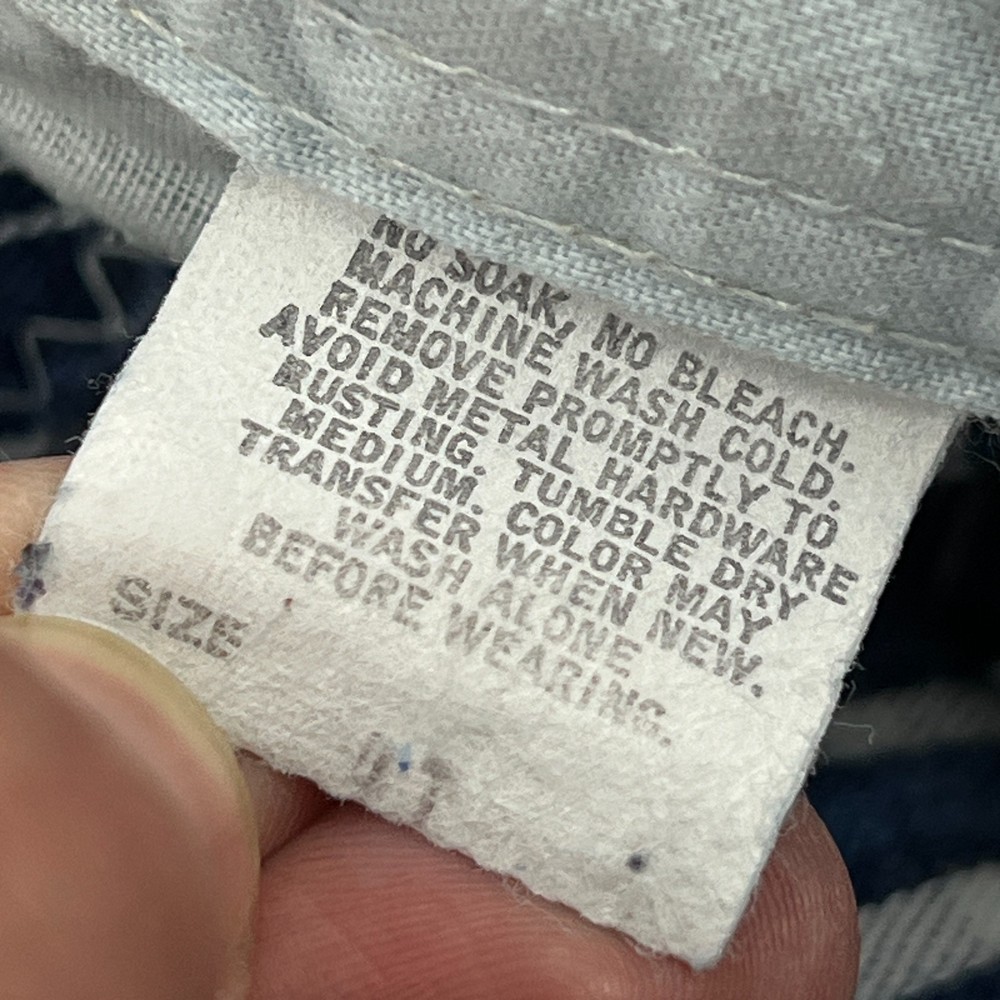 NO SOAK, NO BLEACH.
MACHINE WASH COLD.
REMOVE PROMPTLY TO
AVOID METAL HARDWARE
RUSTING. TUMBLE DRY
MEDIUM. COLOR MAY
TRANSFER WHEN NEW.
WASH ALONE
BEFORE WEARING.
SIZE